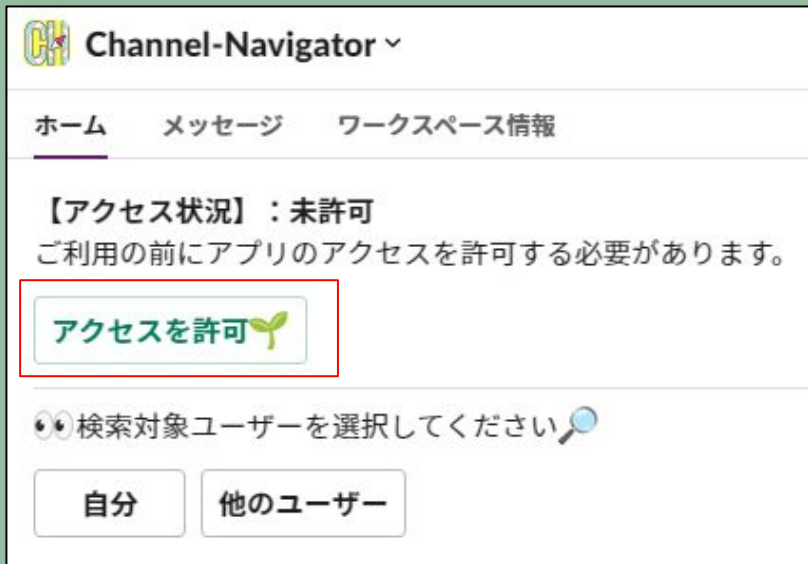 CH Channel-Navigator
ホーム メッセージ ワークスペース情報
【アクセス状況】：未許可
ご利用の前にアプリのアクセスを許可する必要があります。
アクセスを許可🌱
👀検索対象ユーザーを選択してください🔎
自分 他のユーザー